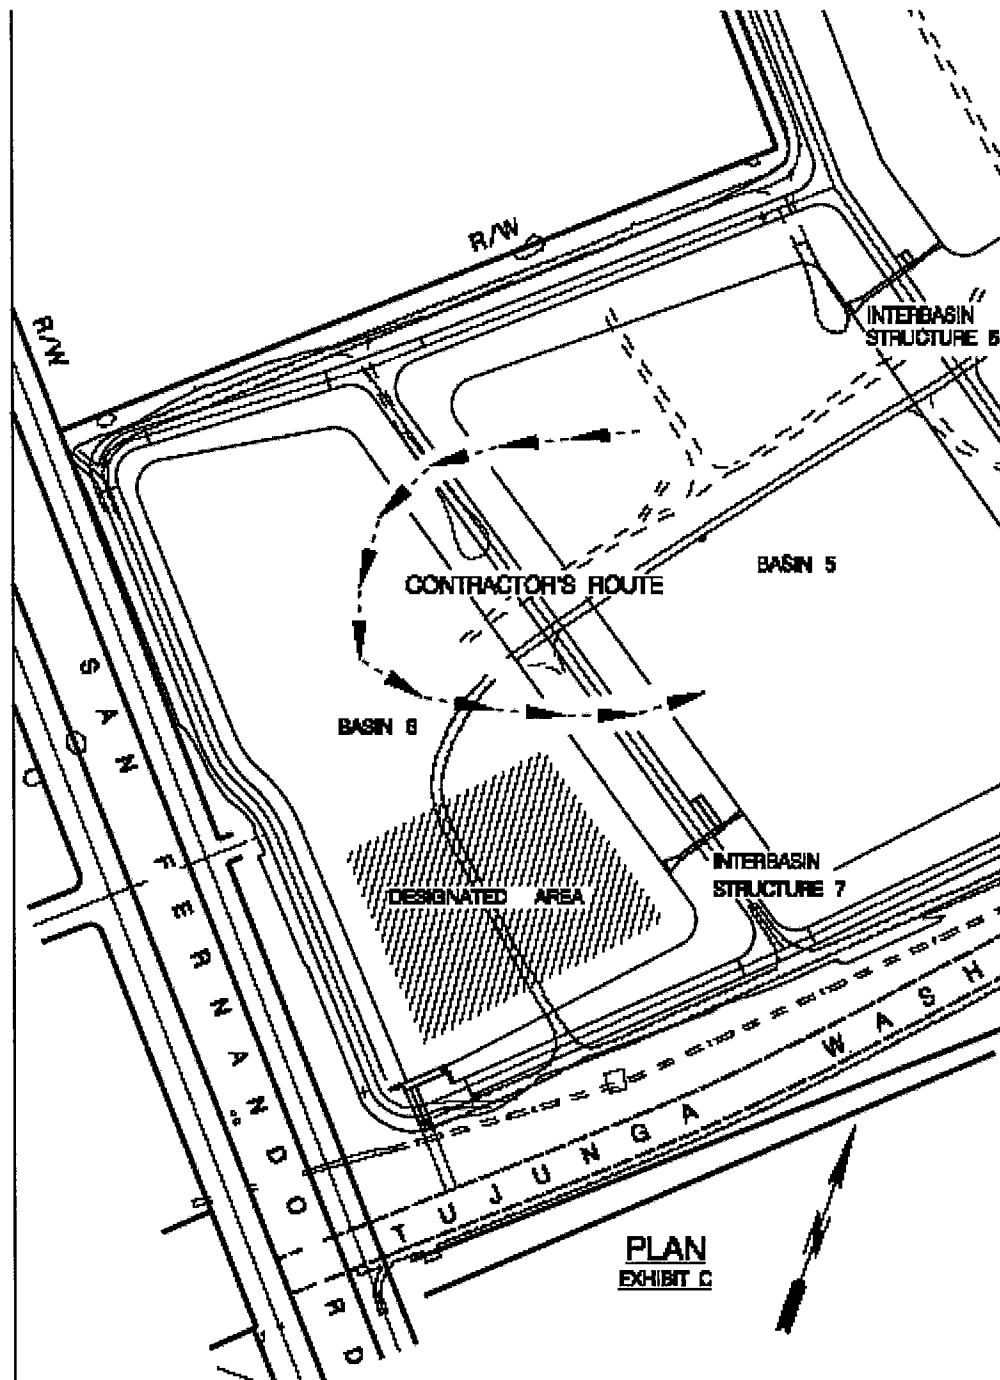 R/W
R/W
INTERBASIN
STRUCTURE 6
BASIN 5
CONTRACTOR'S ROUTE
BASIN 6
INTERBASIN
STRUCTURE 7
DESIGNATED AREA
SAN FERNANDO RD
TUJUNGA WASH
PLAN
EXHIBIT C